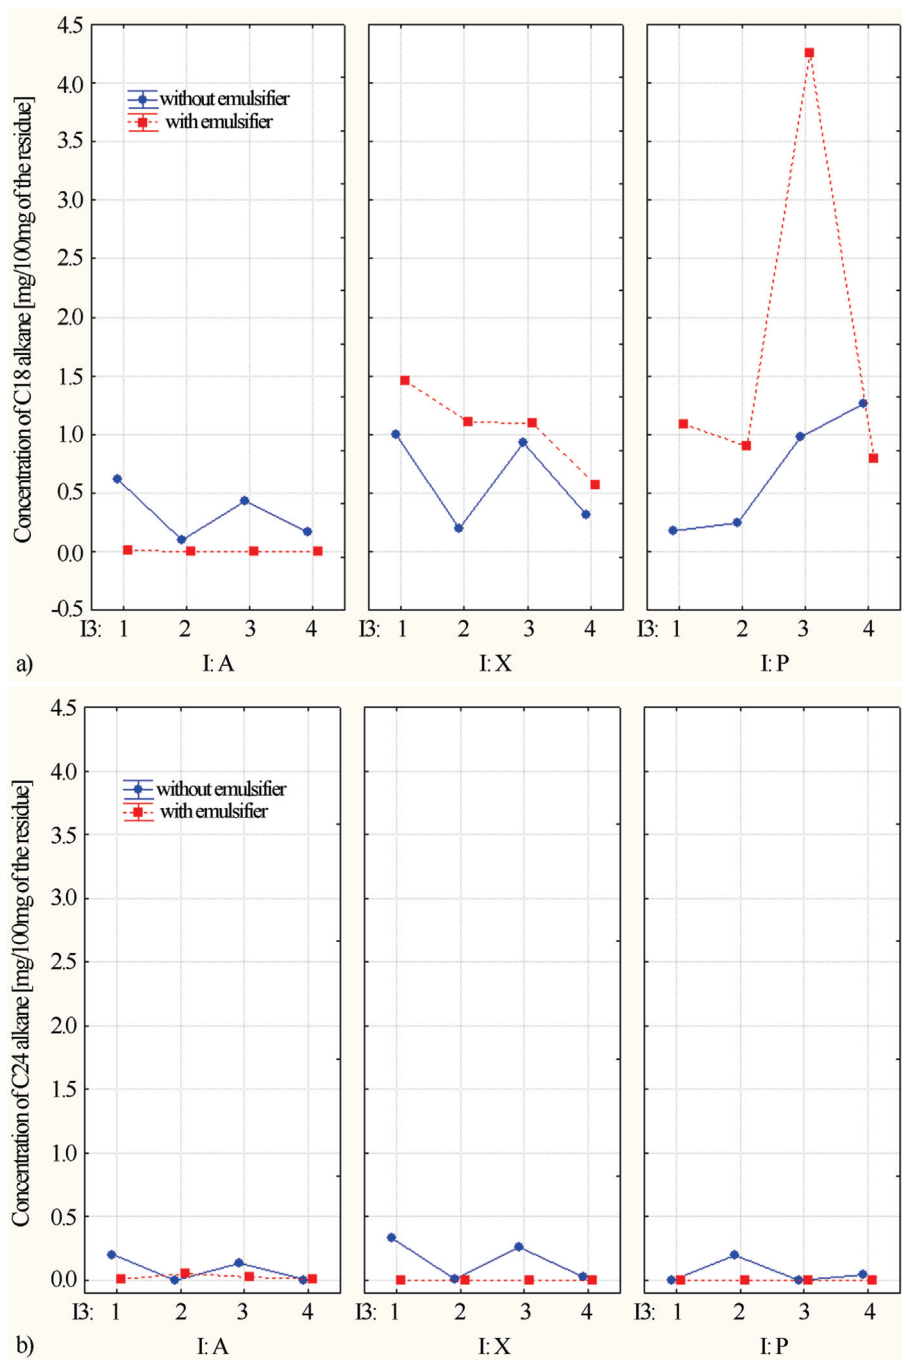 Concentration of C18 alkane [mg/100mg of the residue]
4.5
4.0
3.5
3.0
2.5
2.0
1.5
1.0
0.5
0.0
-0.5
without emulsifier
with emulsifier
I3: 1 2 3 4
I3: 1 2 3 4
I3: 1 2 3 4
a) I: A I: X I: P
Concentration of C24 alkane [mg/100mg of the residue]
4.5
4.0
3.5
3.0
2.5
2.0
1.5
1.0
0.5
0.0
without emulsifier
with emulsifier
I3: 1 2 3 4
I3: 1 2 3 4
I3: 1 2 3 4
b) I: A I: X I: P